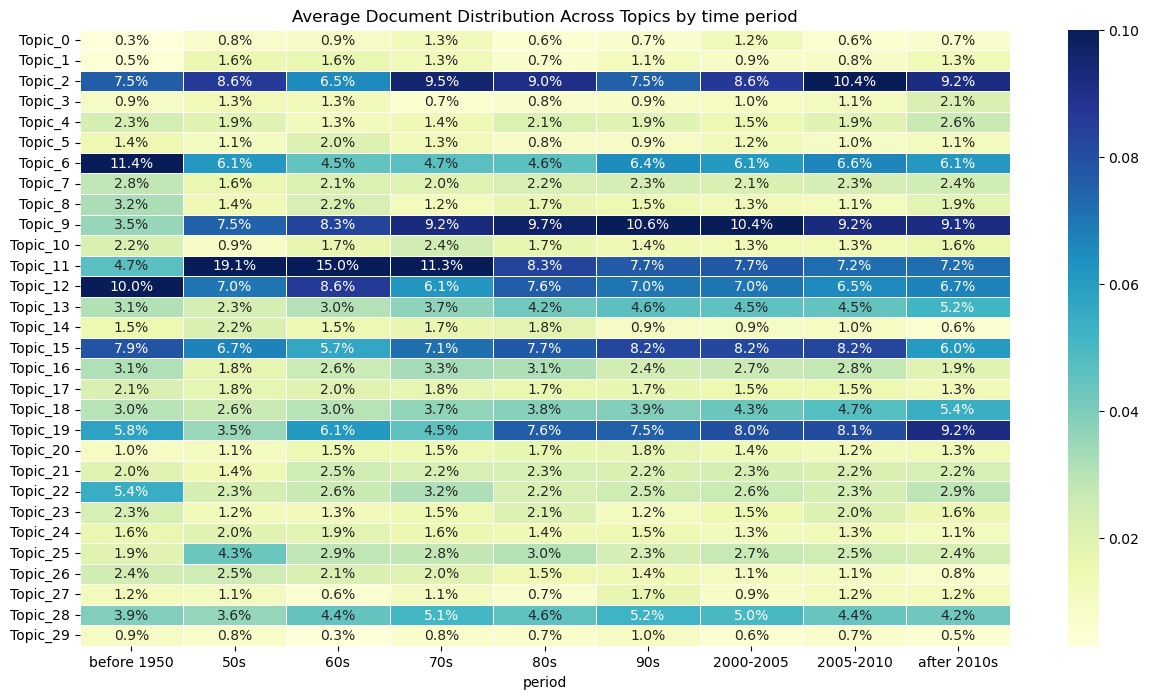 Average Document Distribution Across Topics by time period
Topic_0 0.3% 0.8% 0.9% 1.3% 0.6% 0.7% 1.2% 0.6% 0.7%
Topic_1 0.5% 1.6% 1.6% 1.3% 0.7% 1.1% 0.9% 0.8% 1.3%
Topic_2 7.5% 8.6% 6.5% 9.5% 9.0% 7.5% 8.6% 10.4% 9.2%
Topic_3 0.9% 1.3% 1.3% 0.7% 0.8% 0.9% 1.0% 1.1% 2.1%
Topic_4 2.3% 1.9% 1.3% 1.4% 2.1% 1.9% 1.5% 1.9% 2.6%
Topic_5 1.4% 1.1% 2.0% 1.3% 0.8% 0.9% 1.2% 1.0% 1.1%
Topic_6 11.4% 6.1% 4.5% 4.7% 4.6% 6.4% 6.1% 6.6% 6.1%
Topic_7 2.8% 1.6% 2.1% 2.0% 2.2% 2.3% 2.1% 2.3% 2.4%
Topic_8 3.2% 1.4% 2.2% 1.2% 1.7% 1.5% 1.3% 1.1% 1.9%
Topic_9 3.5% 7.5% 8.3% 9.2% 9.7% 10.6% 10.4% 9.2% 9.1%
Topic_10 2.2% 0.9% 1.7% 2.4% 1.7% 1.4% 1.3% 1.3% 1.6%
Topic_11 4.7% 19.1% 15.0% 11.3% 8.3% 7.7% 7.7% 7.2% 7.2%
Topic_12 10.0% 7.0% 8.6% 6.1% 7.6% 7.0% 7.0% 6.5% 6.7%
Topic_13 3.1% 2.3% 3.0% 3.7% 4.2% 4.6% 4.5% 4.5% 5.2%
Topic_14 1.5% 2.2% 1.5% 1.7% 1.8% 0.9% 0.9% 1.0% 0.6%
Topic_15 7.9% 6.7% 5.7% 7.1% 7.7% 8.2% 8.2% 8.2% 6.0%
Topic_16 3.1% 1.8% 2.6% 3.3% 3.1% 2.4% 2.7% 2.8% 1.9%
Topic_17 2.1% 1.8% 2.0% 1.8% 1.7% 1.7% 1.5% 1.5% 1.3%
Topic_18 3.0% 2.6% 3.0% 3.7% 3.8% 3.9% 4.3% 4.7% 5.4%
Topic_19 5.8% 3.5% 6.1% 4.5% 7.6% 7.5% 8.0% 8.1% 9.2%
Topic_20 1.0% 1.1% 1.5% 1.5% 1.7% 1.8% 1.4% 1.2% 1.3%
Topic_21 2.0% 1.4% 2.5% 2.2% 2.3% 2.2% 2.3% 2.2% 2.2%
Topic_22 5.4% 2.3% 2.6% 3.2% 2.2% 2.5% 2.6% 2.3% 2.9%
Topic_23 2.3% 1.2% 1.3% 1.5% 2.1% 1.2% 1.5% 2.0% 1.6%
Topic_24 1.6% 2.0% 1.9% 1.6% 1.4% 1.5% 1.3% 1.3% 1.1%
Topic_25 1.9% 4.3% 2.9% 2.8% 3.0% 2.3% 2.7% 2.5% 2.4%
Topic_26 2.4% 2.5% 2.1% 2.0% 1.5% 1.4% 1.1% 1.1% 0.8%
Topic_27 1.2% 1.1% 0.6% 1.1% 0.7% 1.7% 0.9% 1.2% 1.2%
Topic_28 3.9% 3.6% 4.4% 5.1% 4.6% 5.2% 5.0% 4.4% 4.2%
Topic_29 0.9% 0.8% 0.3% 0.8% 0.7% 1.0% 0.6% 0.7% 0.5%
before 1950 50s 60s 70s 80s 90s 2000-2005 2005-2010 after 2010s
period
0.10
0.08
0.06
0.04
0.02